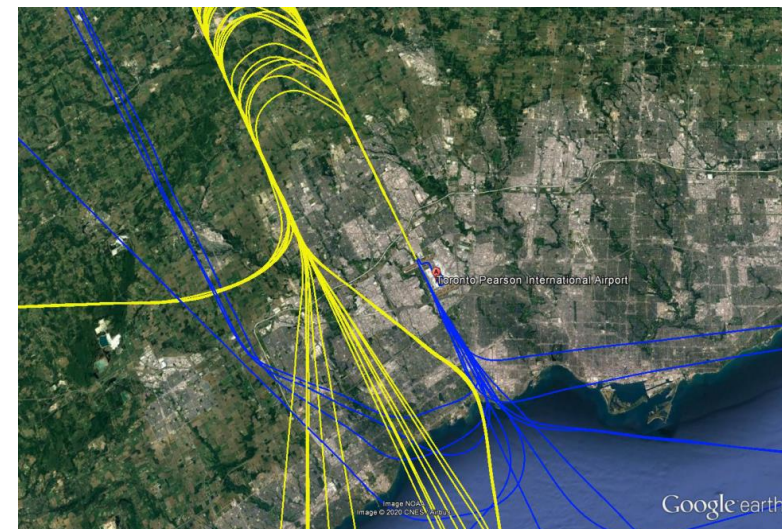 Toronto Pearson International Airport
Image NOAA
Image © 2020 CNES / Airbus
Google earth